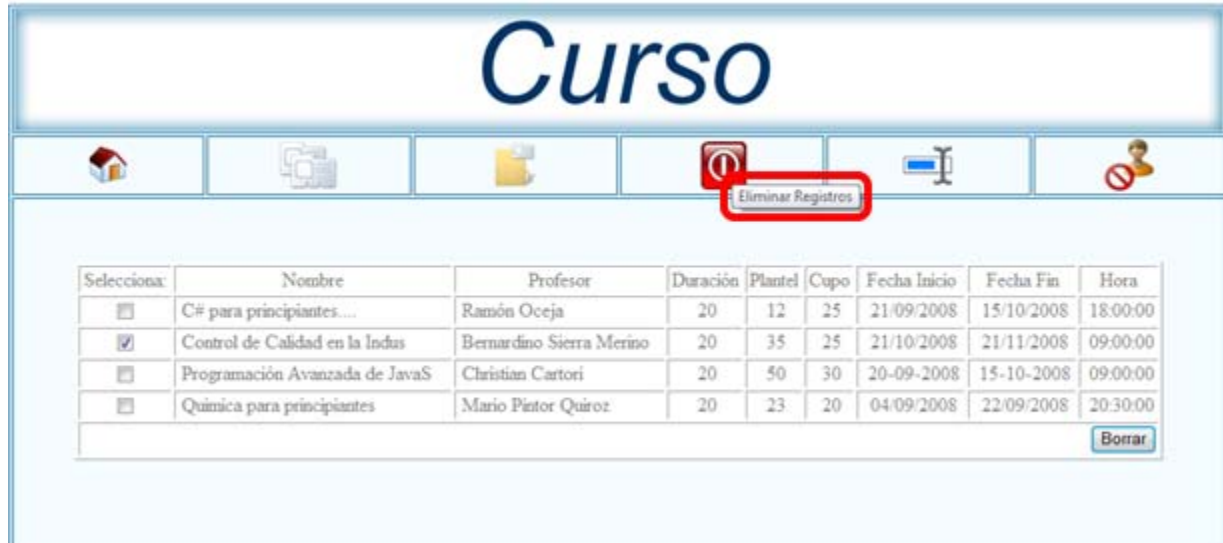 Curso
Eliminar Registros
Selecciona: Nombre Profesor Duración Plantel Cupo Fecha Inicio Fecha Fin Hora
C# para principiantes.... Ramón Oceja 20 12 25 21/09/2008 15/10/2008 18:00:00
Control de Calidad en la Indus Bernardino Sierra Merino 20 35 25 21/10/2008 21/11/2008 09:00:00
Programación Avanzada de JavaS Christian Cartori 20 50 30 20-09-2008 15-10-2008 09:00:00
Quimica para principiantes Mario Pintor Quiroz 20 23 20 04/09/2008 22/09/2008 20:30:00
Borrar